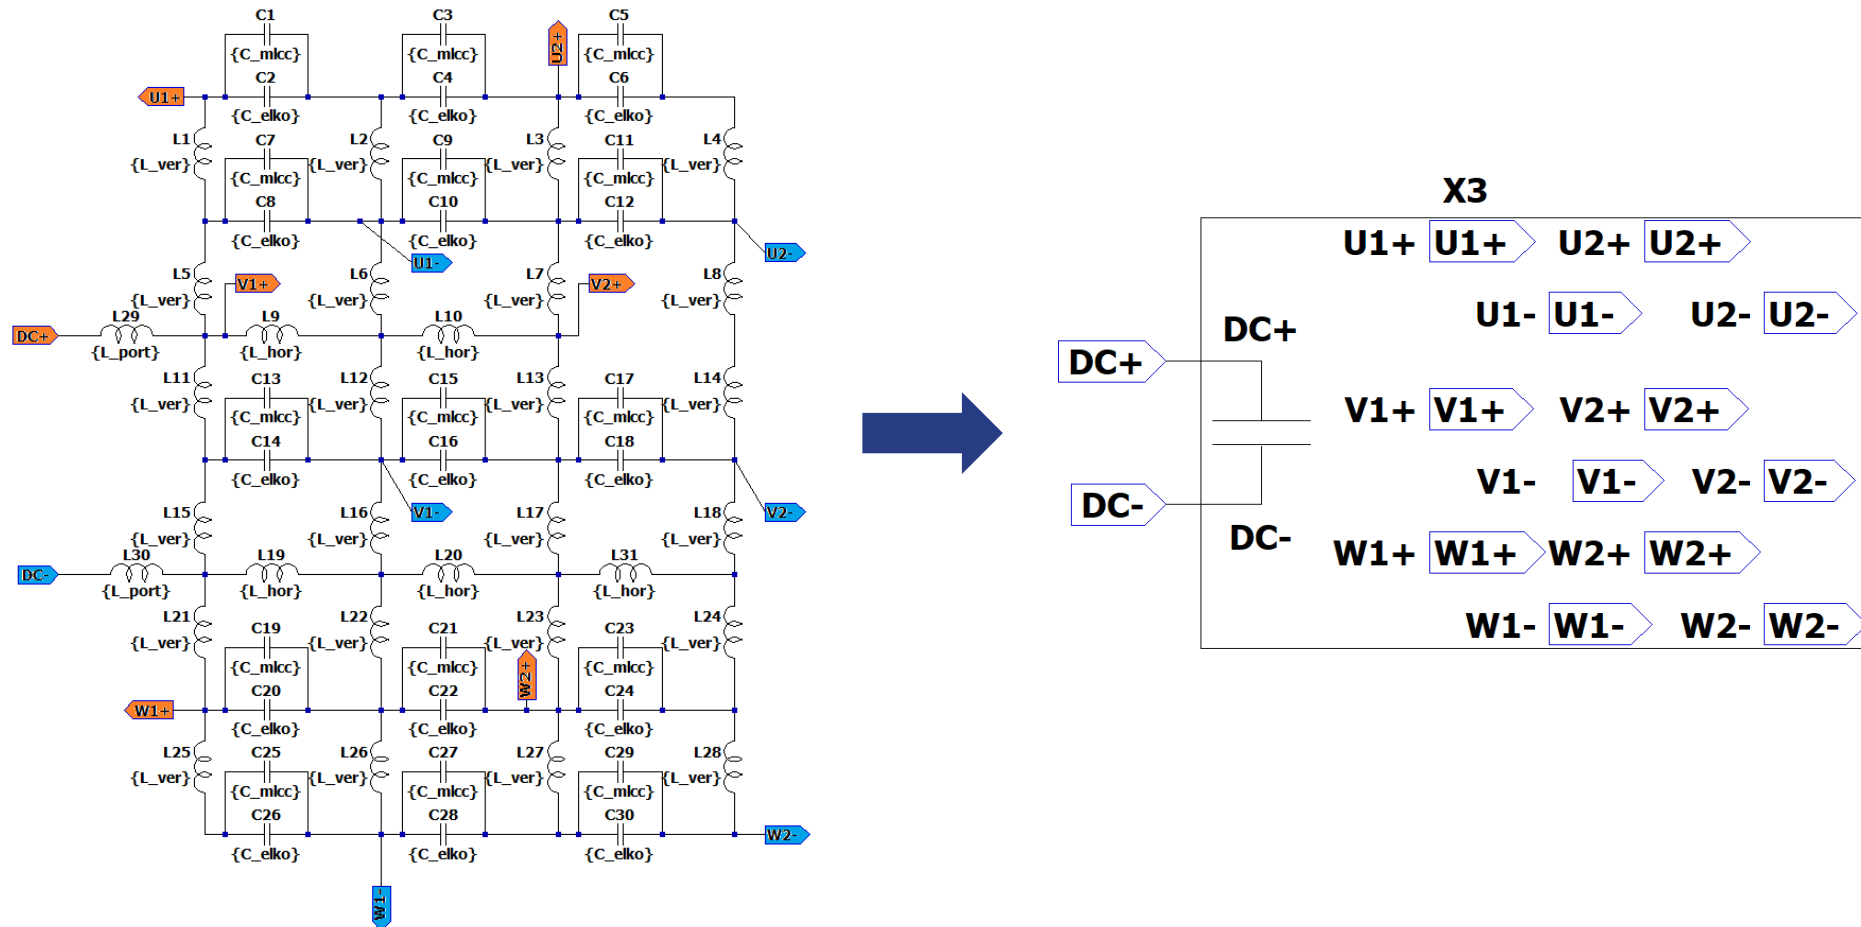 C1 C3 C5
{C_mlcc} {C_mlcc} U2+ {C_mlcc}
C2 C4 C6
U1+
{C_elko} {C_elko} {C_elko}
L1 C7 L2 C9 L3 C11 L4
{L_ver} {C_mlcc} {L_ver} {C_mlcc} {L_ver} {C_mlcc} {L_ver}
C8 C10 C12
{C_elko} {C_elko} {C_elko}
U1- U2-
L5 V1+ L6 L7 V2+ L8
{L_ver} {L_ver} {L_ver} {L_ver}
L29 L9 L10
DC+
{L_port} {L_hor} {L_hor}
L11 C13 L12 C15 L13 C17 L14
{L_ver} {C_mlcc} {L_ver} {C_mlcc} {L_ver} {C_mlcc} {L_ver}
C14 C16 C18
{C_elko} {C_elko} {C_elko}
L15 L16 V1- L17 L18 V2-
{L_ver} {L_ver} {L_ver} {L_ver}
L30 L19 L20 L31
DC-
{L_port} {L_hor} {L_hor} {L_hor}
L21 C19 L22 C21 L23 C23 L24
{L_ver} {C_mlcc} {L_ver} {C_mlcc} {L_ver} {C_mlcc} {L_ver}
C20 C22 W2+ C24
W1+
{C_elko} {C_elko} {C_elko}
L25 C25 L26 C27 L27 C29 L28
{L_ver} {C_mlcc} {L_ver} {C_mlcc} {L_ver} {C_mlcc} {L_ver}
C26 C28 C30
W2-
{C_elko} {C_elko} {C_elko}
W1-
X3
U1+ U1+ U2+ U2+
U1- U1- U2- U2-
DC+
DC+
V1+ V1+ V2+ V2+
V1- V1- V2- V2-
DC-
DC-
W1+ W1+ W2+ W2+
W1- W1- W2- W2-